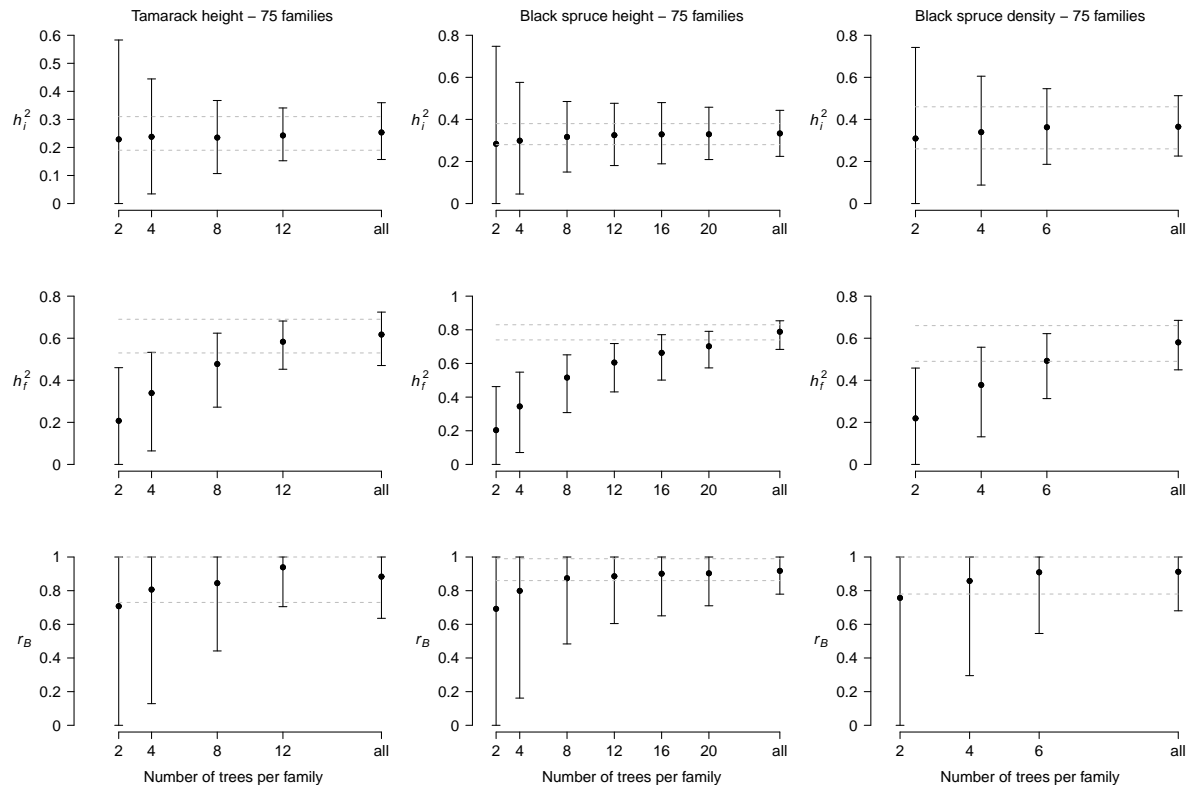 Tamarack height – 75 families
Black spruce height – 75 families
Black spruce density – 75 families
0.6
0.5
0.4
0.3
0.2
0.1
0
h_i^2
2 4 8 12 all
0.8
0.6
0.4
0.2
0
h_i^2
2 4 8 12 16 20 all
0.8
0.6
0.4
0.2
0
h_i^2
2 4 6 all
0.8
0.6
0.4
0.2
0
h_f^2
2 4 8 12 all
1
0.8
0.6
0.4
0.2
0
h_f^2
2 4 8 12 16 20 all
0.8
0.6
0.4
0.2
0
h_f^2
2 4 6 all
1
0.8
0.6
0.4
0.2
0
r_B
2 4 8 12 all
Number of trees per family
1
0.8
0.6
0.4
0.2
0
r_B
2 4 8 12 16 20 all
Number of trees per family
1
0.8
0.6
0.4
0.2
0
r_B
2 4 6 all
Number of trees per family